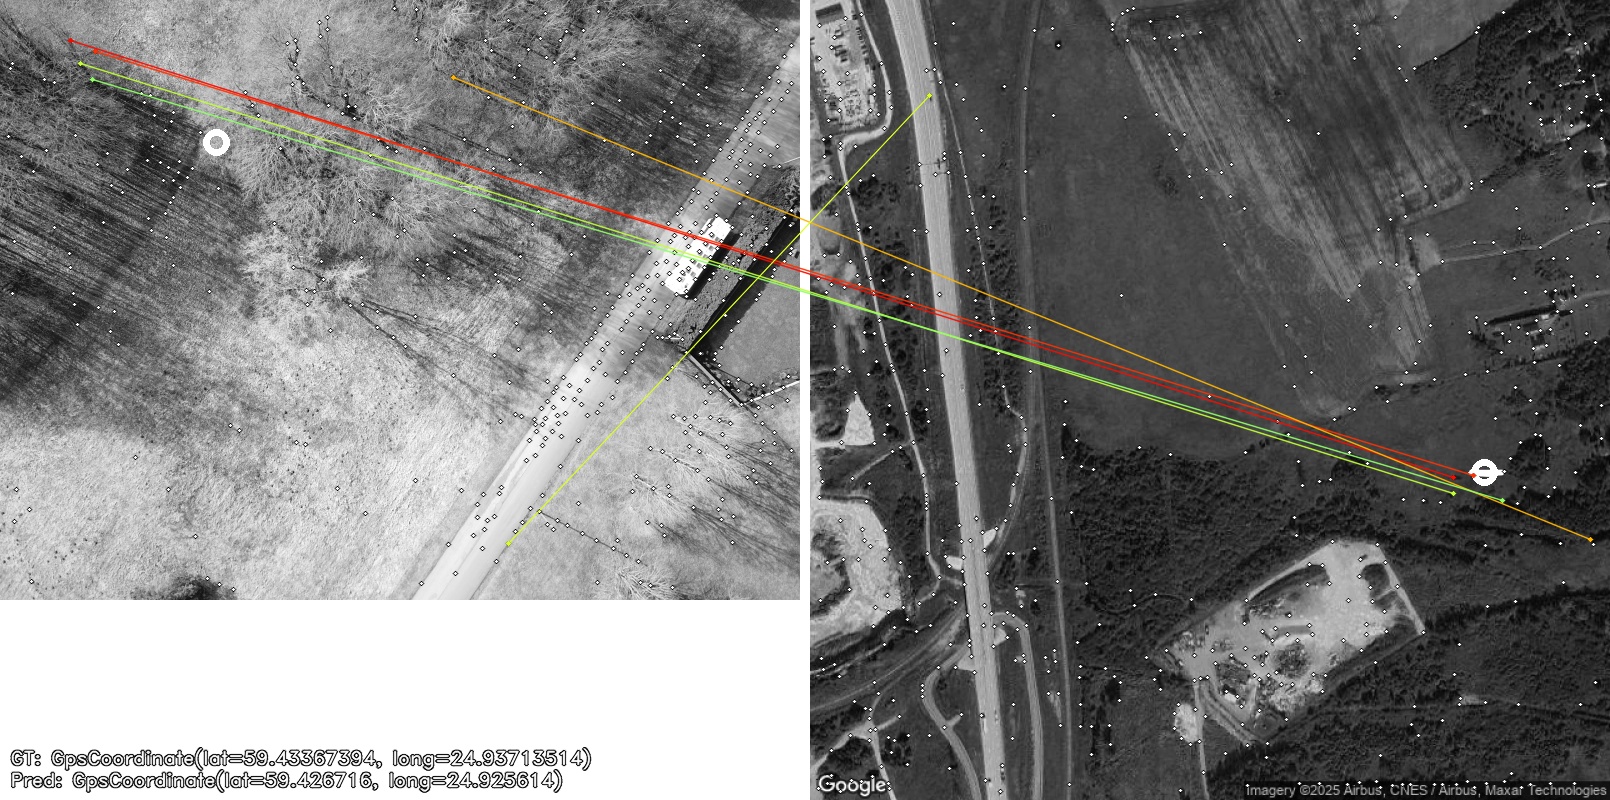 GT: GpsCoordinate(lat=59.43367394, long=24.93713514)
Pred: GpsCoordinate(lat=59.426716, long=24.925614)
Google
Imagery ©2025 Airbus, CNES / Airbus, Maxar Technologies